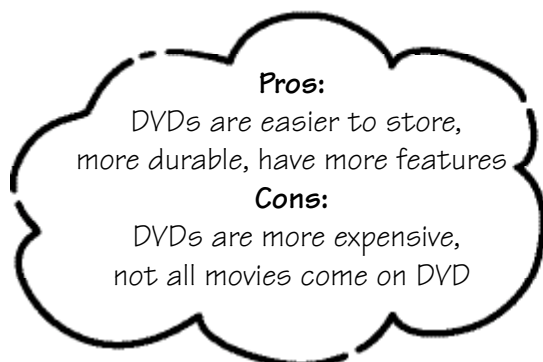 Pros:
DVDs are easier to store,
more durable, have more features
Cons:
DVDs are more expensive,
not all movies come on DVD